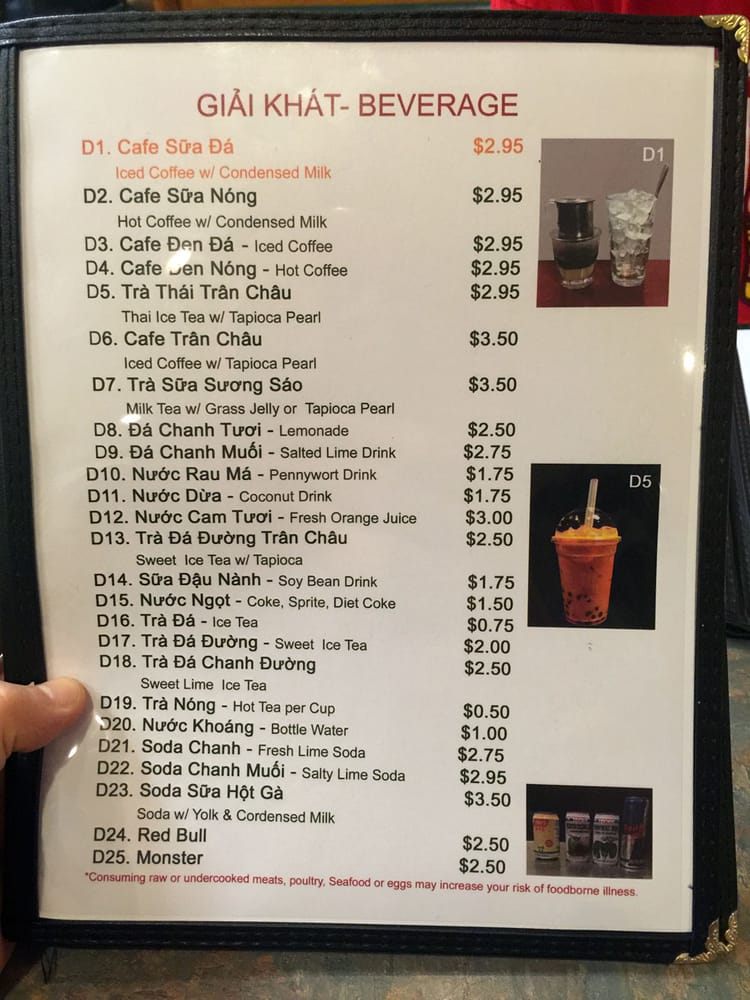 GIẢI KHÁT- BEVERAGE
D1. Cafe Sữa Đá $2.95
Iced Coffee w/ Condensed Milk
D1
D2. Cafe Sữa Nóng $2.95
Hot Coffee w/ Condensed Milk
D3. Cafe Đen Đá - Iced Coffee $2.95
D4. Cafe Đen Nóng - Hot Coffee $2.95
D5. Trà Thái Trân Châu $2.95
Thai Ice Tea w/ Tapioca Pearl
D6. Cafe Trân Châu $3.50
Iced Coffee w/ Tapioca Pearl
D7. Trà Sữa Sương Sáo $3.50
Milk Tea w/ Grass Jelly or Tapioca Pearl
D8. Đá Chanh Tươi - Lemonade $2.50
D9. Đá Chanh Muối - Salted Lime Drink $2.75
D10. Nước Rau Má - Pennywort Drink $1.75
D5
D11. Nước Dừa - Coconut Drink $1.75
D12. Nước Cam Tươi - Fresh Orange Juice $3.00
D13. Trà Đá Đường Trân Châu $2.50
Sweet Ice Tea w/ Tapioca
D14. Sữa Đậu Nành - Soy Bean Drink $1.75
D15. Nước Ngọt - Coke, Sprite, Diet Coke $1.50
D16. Trà Đá - Ice Tea $0.75
D17. Trà Đá Đường - Sweet Ice Tea $2.00
D18. Trà Đá Chanh Đường $2.50
Sweet Lime Ice Tea
D19. Trà Nóng - Hot Tea per Cup $0.50
D20. Nước Khoáng - Bottle Water $1.00
D21. Soda Chanh - Fresh Lime Soda $2.75
D22. Soda Chanh Muối - Salty Lime Soda $2.95
D23. Soda Sữa Hột Gà $3.50
Soda w/ Yolk & Cordensed Milk
D24. Red Bull $2.50
D25. Monster $2.50
*Consuming raw or undercooked meats, poultry, Seafood or eggs may increase your risk of foodborne illness.